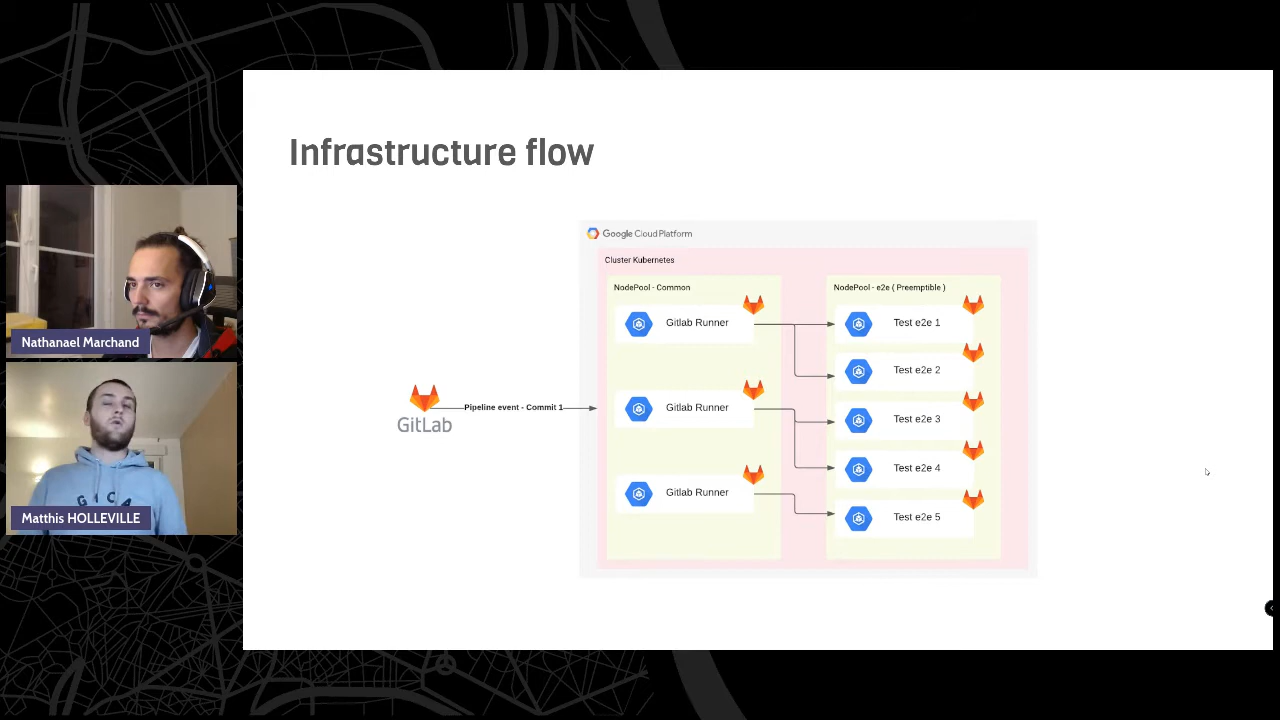 Infrastructure flow
Google Cloud Platform
Cluster Kubernetes
NodePool - Common
Gitlab Runner
Gitlab Runner
Gitlab Runner
NodePool - e2e ( Preemptible )
Test e2e 1
Test e2e 2
Test e2e 3
Test e2e 4
Test e2e 5
GitLab
Pipeline event - Commit 1
Nathanael Marchand
Matthis HOLLEVILLE